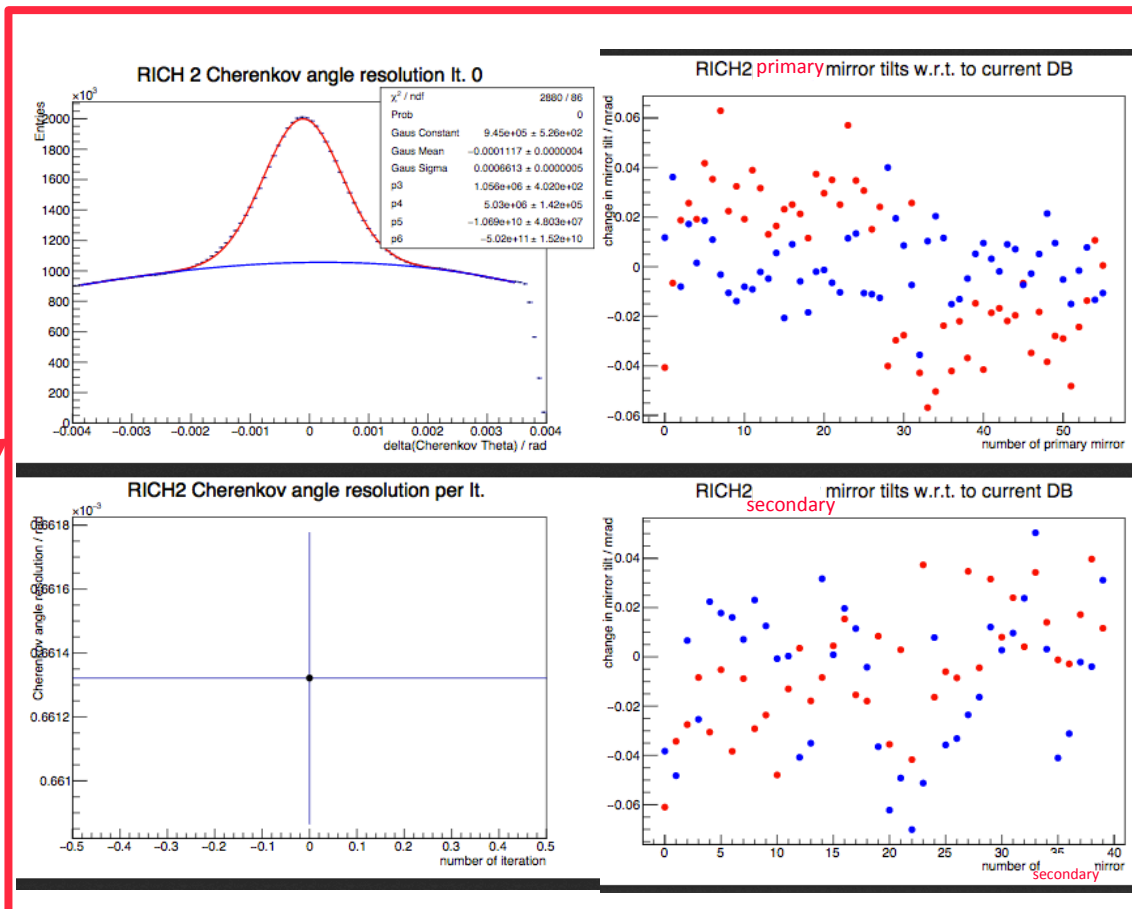 RICH 2 Cherenkov angle resolution It. 0
×10³
Entries
2000
1800
1600
1400
1200
1000
800
600
400
200
0
−0.004 −0.003 −0.002 −0.001 0 0.001 0.002 0.003 0.004
delta(Cherenkov Theta) / rad
χ² / ndf 2880 / 86
Prob 0
Gaus Constant 9.45e+05 ± 5.26e+02
Gaus Mean −0.0001117 ± 0.0000004
Gaus Sigma 0.0006613 ± 0.0000005
p3 1.056e+06 ± 4.020e+02
p4 5.03e+06 ± 1.42e+05
p5 −1.069e+10 ± 4.803e+07
p6 −5.02e+11 ± 1.52e+10
RICH2 primary mirror tilts w.r.t. to current DB
change in mirror tilt / mrad
0.06
0.04
0.02
0
−0.02
−0.04
−0.06
0 10 20 30 40 50
number of primary mirror
RICH2 Cherenkov angle resolution per It.
×10⁻³
Cherenkov angle resolution / rad
0.6618
0.6616
0.6614
0.6612
0.661
−0.5 −0.4 −0.3 −0.2 −0.1 0 0.1 0.2 0.3 0.4 0.5
number of iteration
RICH2 mirror tilts w.r.t. to current DB
secondary
change in mirror tilt / mrad
0.04
0.02
0
−0.02
−0.04
−0.06
0 5 10 15 20 25 30 35 40
number of mirror
secondary